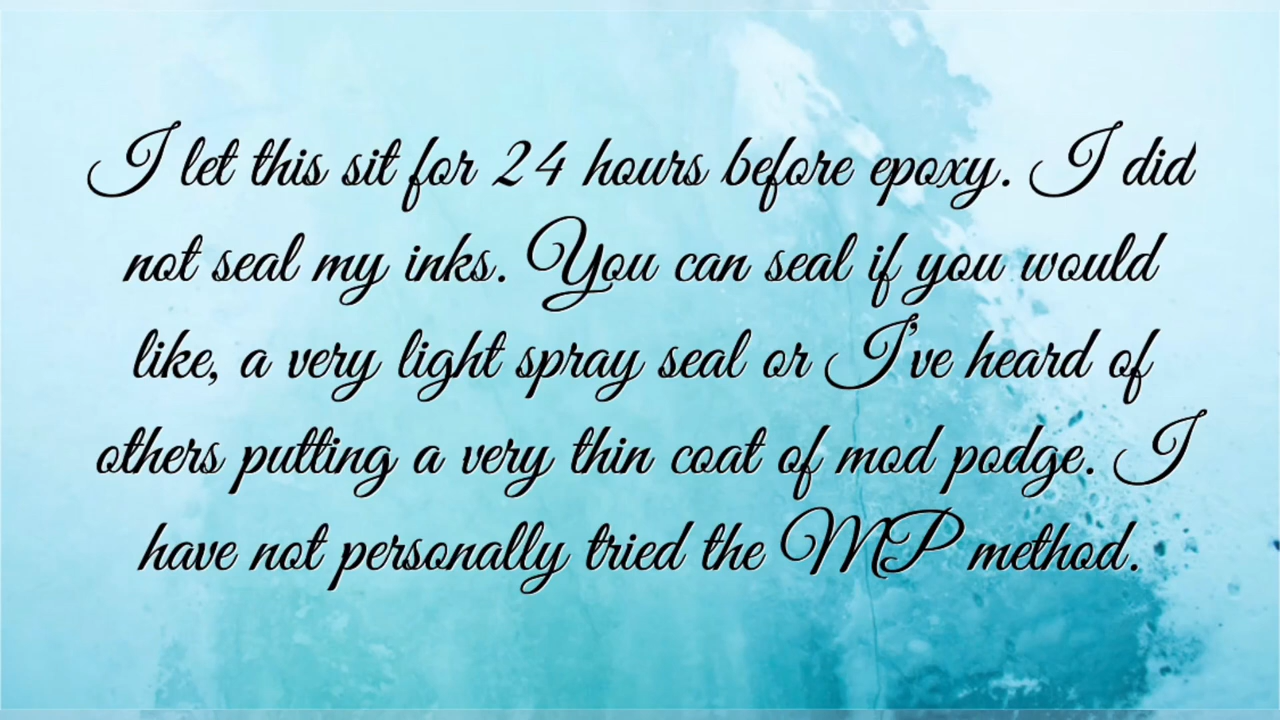 I let this sit for 24 hours before epoxy. I did
not seal my inks. You can seal if you would
like, a very light spray seal or I've heard of
others putting a very thin coat of mod podge. I
have not personally tried the MP method.